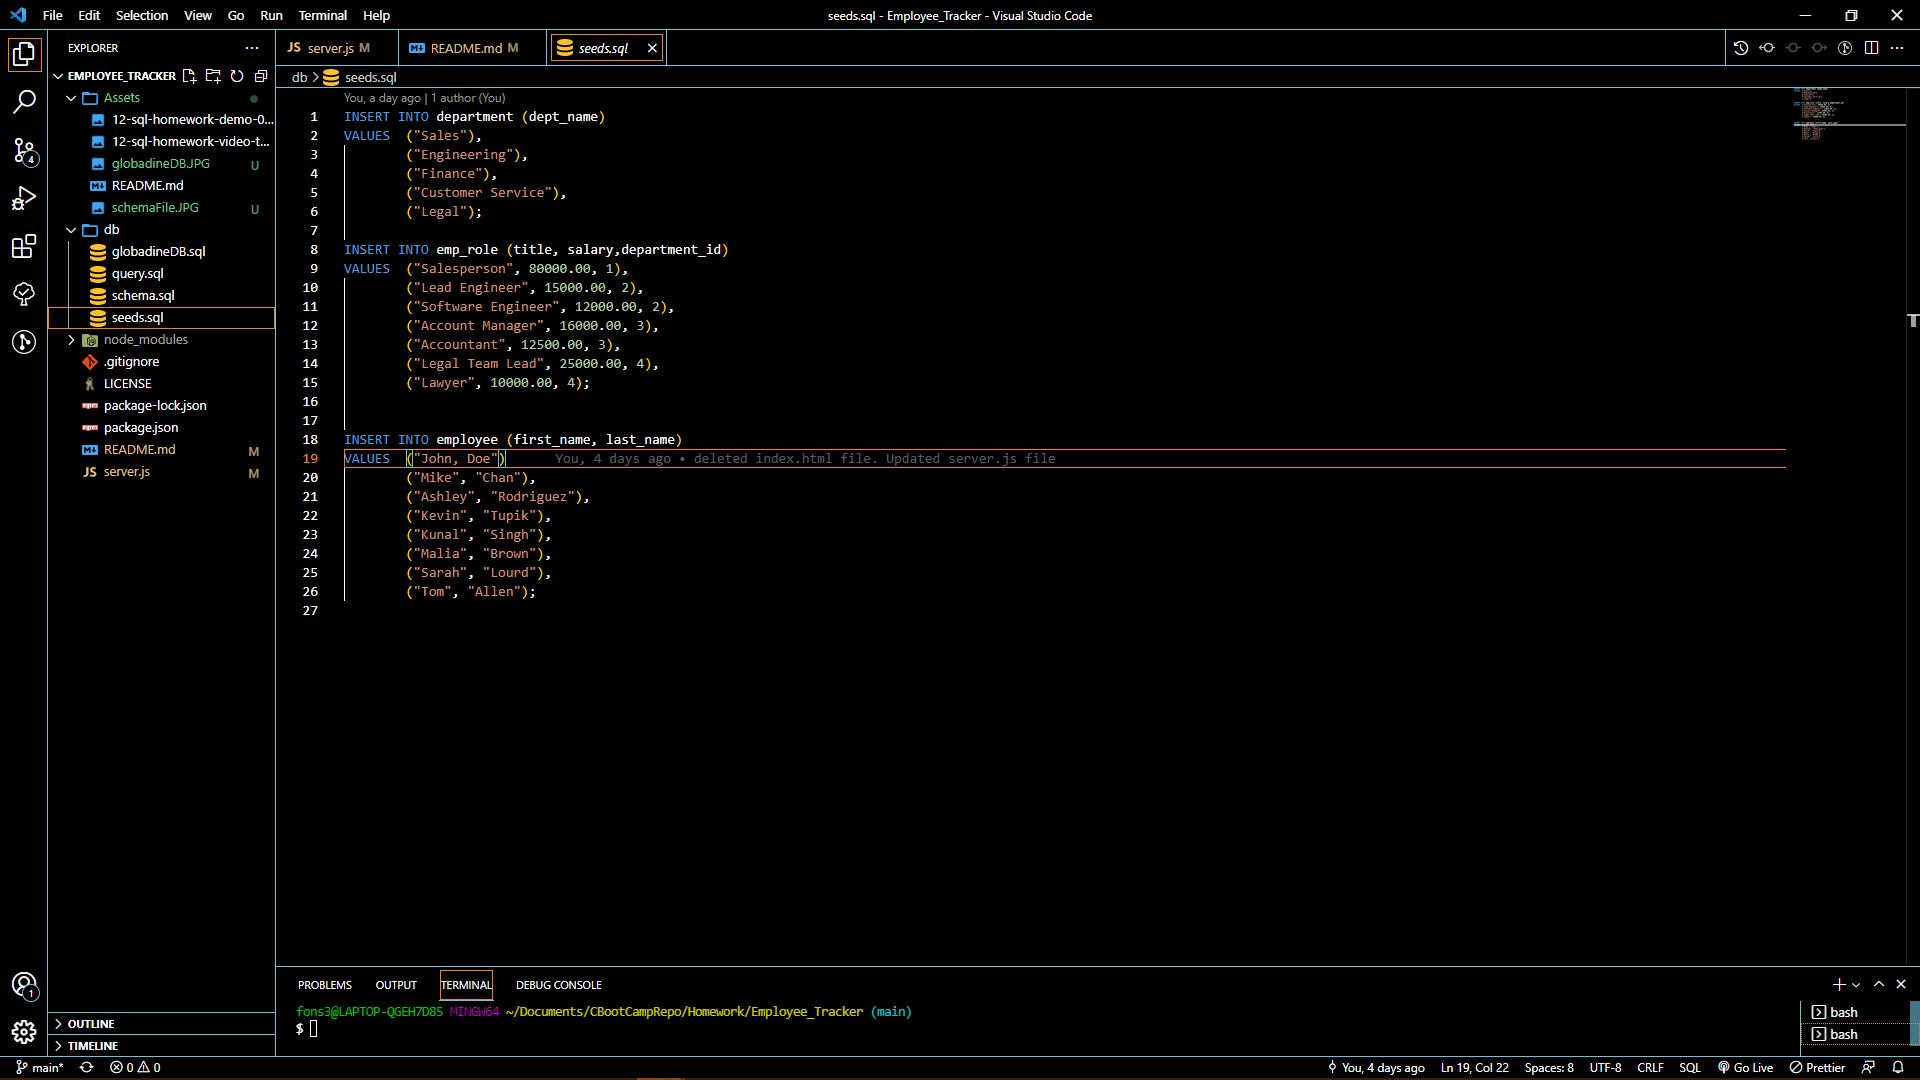 File Edit Selection View Go Run Terminal Help
seeds.sql - Employee_Tracker - Visual Studio Code
EXPLORER
EMPLOYEE_TRACKER
Assets
12-sql-homework-demo-0...
12-sql-homework-video-t...
globadineDB.JPG U
README.md
schemaFile.JPG U
db
globadineDB.sql
query.sql
schema.sql
seeds.sql
node_modules
.gitignore
LICENSE
package-lock.json
package.json
README.md M
JS server.js M
OUTLINE
TIMELINE
4
1
JS server.js M
README.md M
seeds.sql
db > seeds.sql
You, a day ago | 1 author (You)
1 INSERT INTO department (dept_name)
2 VALUES ("Sales"),
3 ("Engineering"),
4 ("Finance"),
5 ("Customer Service"),
6 ("Legal");
7
8 INSERT INTO emp_role (title, salary,department_id)
9 VALUES ("Salesperson", 80000.00, 1),
10 ("Lead Engineer", 15000.00, 2),
11 ("Software Engineer", 12000.00, 2),
12 ("Account Manager", 16000.00, 3),
13 ("Accountant", 12500.00, 3),
14 ("Legal Team Lead", 25000.00, 4),
15 ("Lawyer", 10000.00, 4);
16
17
18 INSERT INTO employee (first_name, last_name)
19 VALUES ("John, Doe") You, 4 days ago • deleted index.html file. Updated server.js file
20 ("Mike", "Chan"),
21 ("Ashley", "Rodriguez"),
22 ("Kevin", "Tupik"),
23 ("Kunal", "Singh"),
24 ("Malia", "Brown"),
25 ("Sarah", "Lourd"),
26 ("Tom", "Allen");
27
PROBLEMS OUTPUT TERMINAL DEBUG CONSOLE
fons3@LAPTOP-QGEH7D85 MINGW64 ~/Documents/CBootCampRepo/Homework/Employee_Tracker (main)
$
bash
bash
main* 0 0
You, 4 days ago Ln 19, Col 22 Spaces: 8 UTF-8 CRLF SQL Go Live Prettier